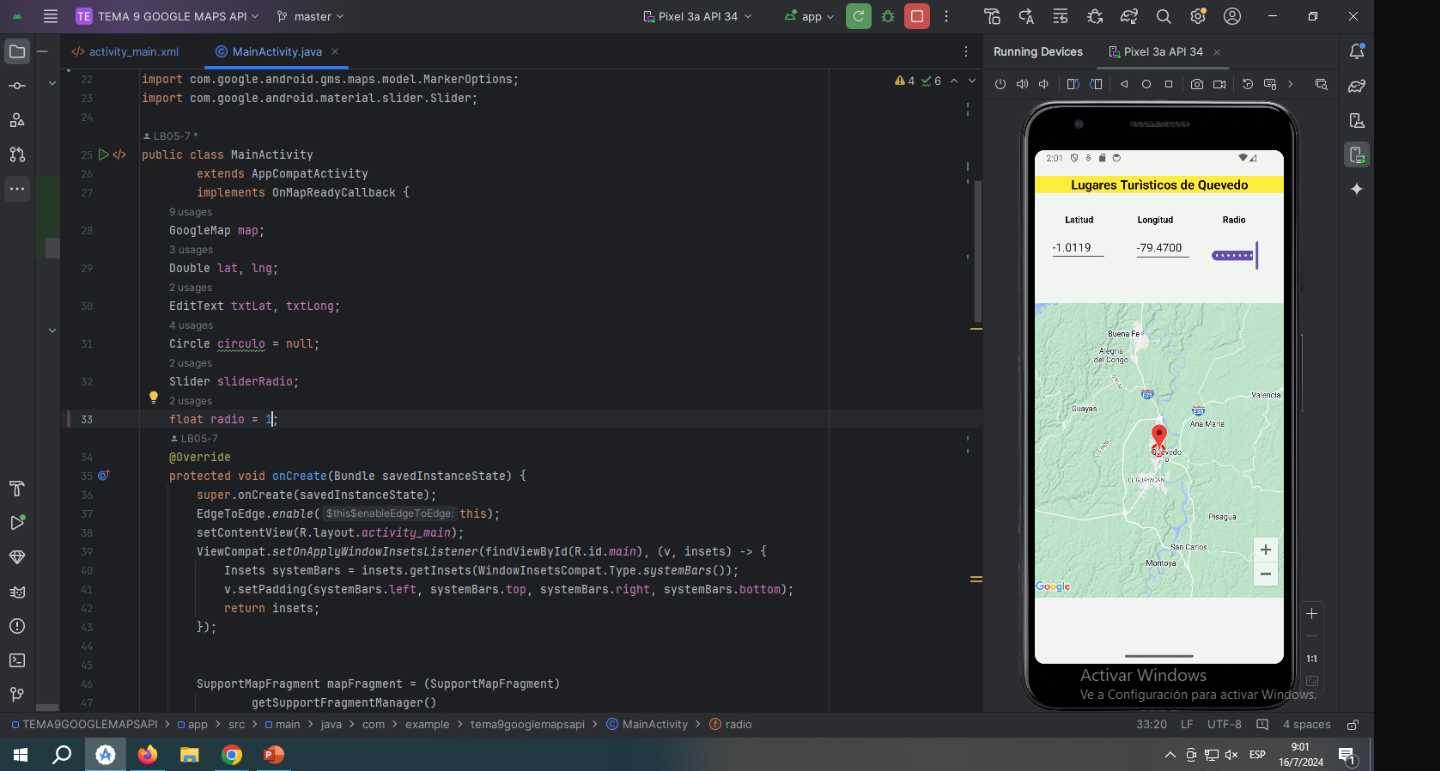 TE TEMA 9 GOOGLE MAPS API master Pixel 3a API 34 app
activity_main.xml MainActivity.java
22 import com.google.android.gms.maps.model.MarkerOptions;
4 6
23 import com.google.android.material.slider.Slider;
24
LB05-7 *
25 public class MainActivity
26 extends AppCompatActivity
27 implements OnMapReadyCallback {
9 usages
28 GoogleMap map;
3 usages
29 Double lat, lng;
2 usages
30 EditText txtLat, txtLong;
4 usages
31 Circle circulo = null;
2 usages
32 Slider sliderRadio;
2 usages
33 float radio = 1;
LB05-7
34 @Override
35 protected void onCreate(Bundle savedInstanceState) {
36 super.onCreate(savedInstanceState);
37 EdgeToEdge.enable( $this$enableEdgeToEdge: this);
38 setContentView(R.layout.activity_main);
39 ViewCompat.setOnApplyWindowInsetsListener(findViewById(R.id.main), (v, insets) -> {
40 Insets systemBars = insets.getInsets(WindowInsetsCompat.Type.systemBars());
41 v.setPadding(systemBars.left, systemBars.top, systemBars.right, systemBars.bottom);
42 return insets;
43 });
44
45
46 SupportMapFragment mapFragment = (SupportMapFragment)
47 getSupportFragmentManager()
Running Devices Pixel 3a API 34
2:01
Lugares Turìsticos de Quevedo
Latitud Longitud Radio
-1.0119 -79.4700
Buena Fé
Alegria
del Congo
E25
Valencia
Guayas
E30
Ana Maria
Quevedo
EL GUAYACAN
Pisagua
San Carlos
Montoya
Google
1:1
Activar Windows
Ve a Configuración para activar Windows.
TEMA9GOOGLEMAPSAPI > app > src > main > java > com > example > tema9googlemapsapi > MainActivity > radio
33:20 LF UTF-8 4 spaces
ESP
9:01
16/7/2024
1